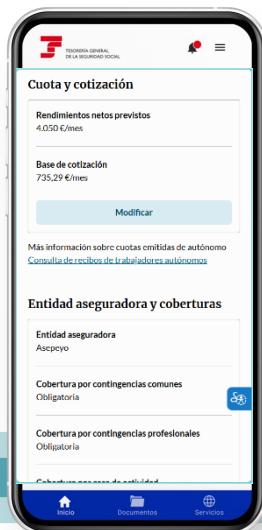 TESORERÍA GENERAL
DE LA SEGURIDAD SOCIAL
Cuota y cotización
Rendimientos netos previstos
4.050 €/mes
Base de cotización
735,29 €/mes
Modificar
Más información sobre cuotas emitidas de autónomo
Consulta de recibos de trabajadores autónomos
Entidad aseguradora y coberturas
Entidad aseguradora
Asepeyo
Cobertura por contingencias comunes
Obligatoria
Cobertura por contingencias profesionales
Obligatoria
Inicio
Documentos
Servicios